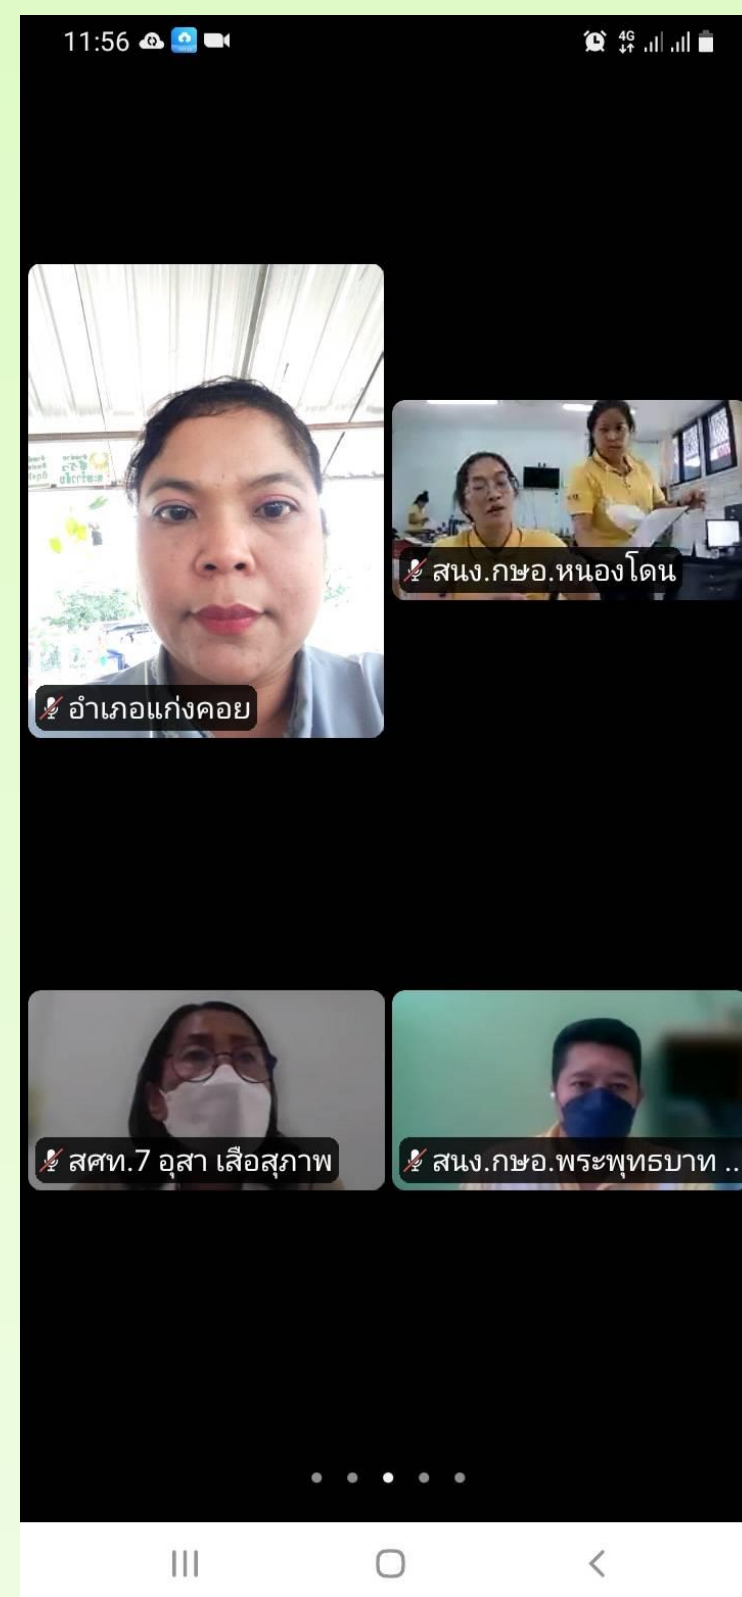 11:56
4G
อำเภอแก่งคอย
สนง.กษอ.หนองโดน
สศท.7 อุสา เสือสุภาพ
สนง.กษอ.พระพุทธบาท ..